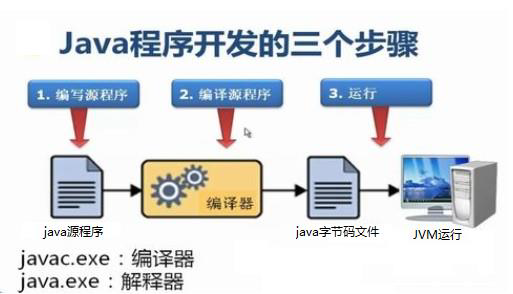 Java程序开发的三个步骤
1. 编写源程序
2. 编译源程序
3. 运行
编译器
java源程序
java字节码文件
JVM运行
javac.exe：编译器
java.exe：解释器